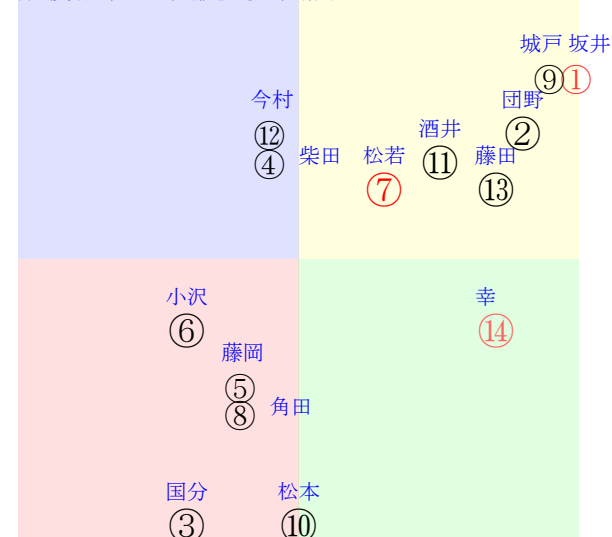 城戸 坂井
⑨①
今村
団野
⑫
酒井
②
④
柴田
松若
⑪
藤田
⑦
⑬
小沢
幸
⑥
⑭
藤岡
⑤
⑧
角田
国分
松本
③
⑩